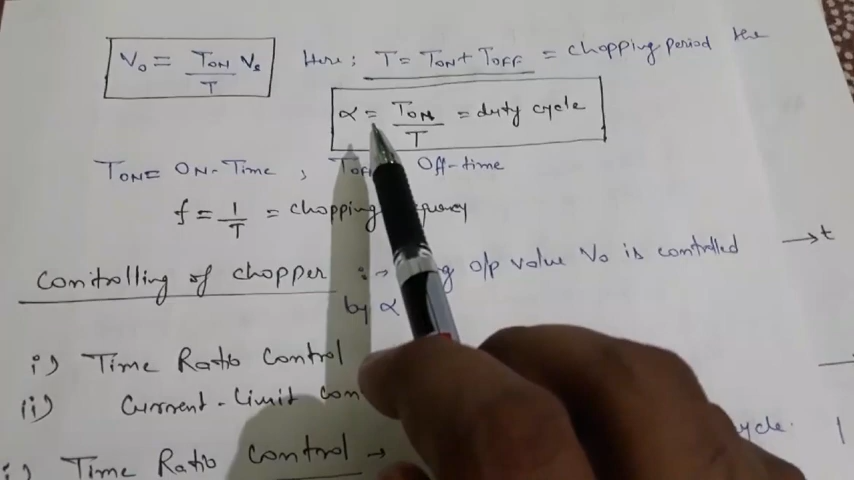 V₀ = T_ON/T V_s Here; T = T_ON + T_OFF = chopping period the
α = T_ON/T = duty cycle
T_ON = ON-Time ; T_OFF Off-time
f = 1/T = chopping
Controlling of chopper :→ o/p value V₀ is controlled → t
by α
i) Time Ratio Control
(ii) Current-Limit
i) Time Ratio Control →